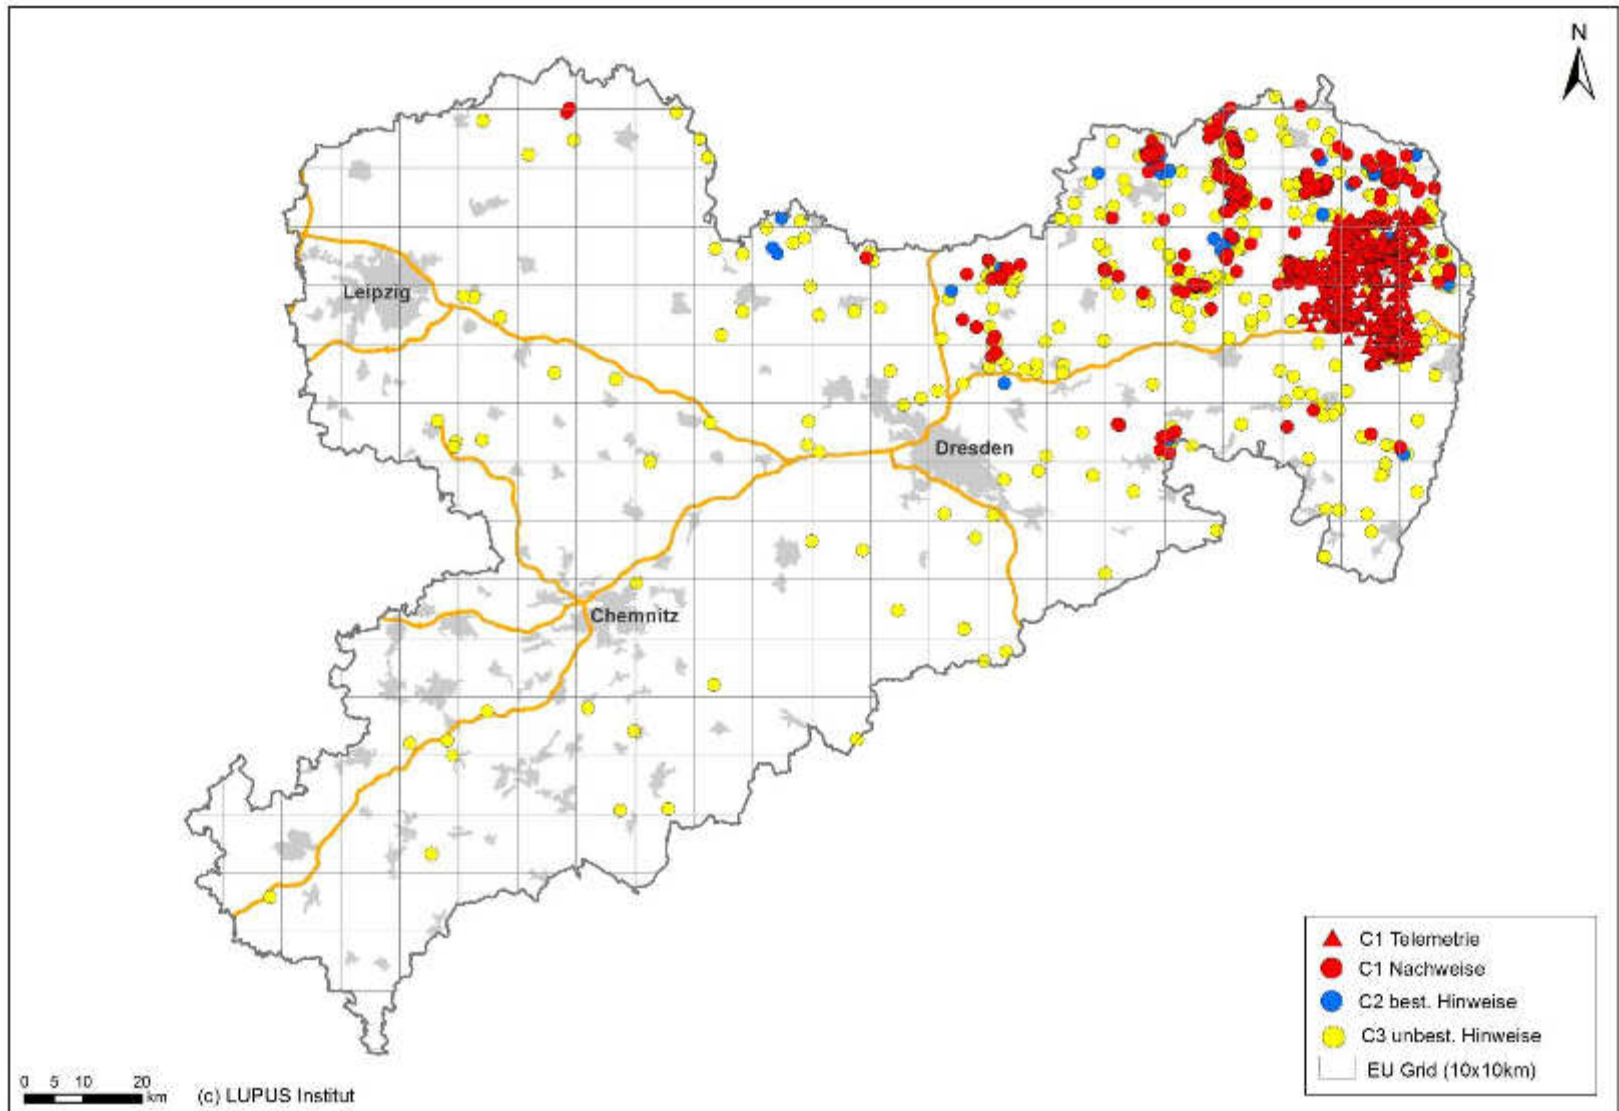 N
Leipzig
Dresden
Chemnitz
C1 Telemetrie
C1 Nachweise
C2 best. Hinweise
C3 unbest. Hinweise
EU Grid (10x10km)
0 5 10 20
km
(c) LUPUS Institut